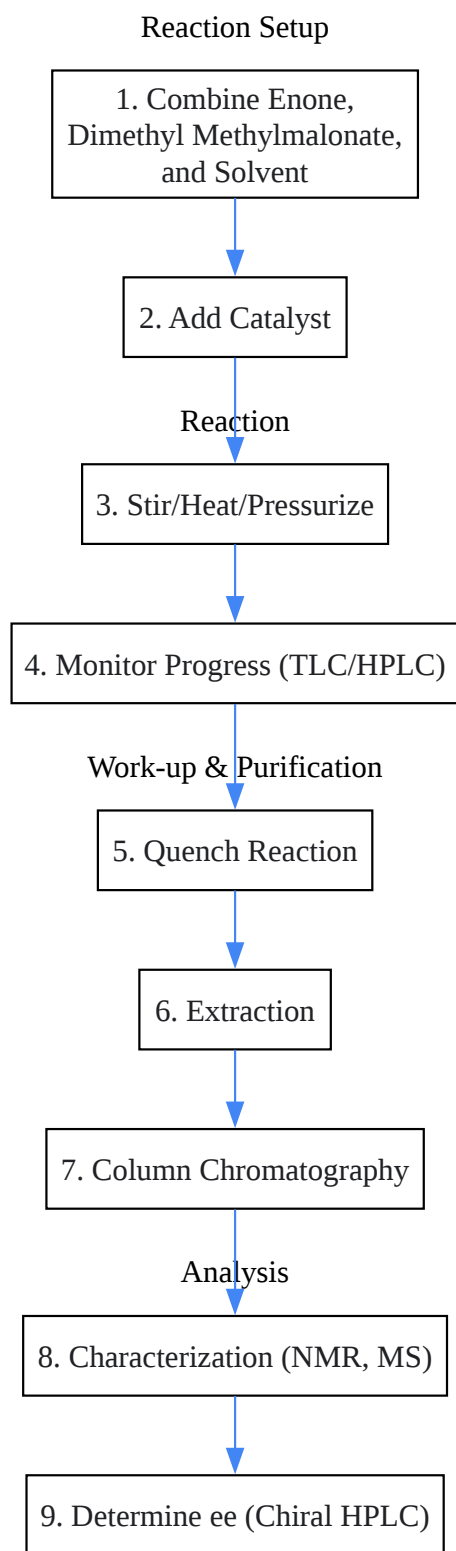 Reaction Setup
1. Combine Enone,
Dimethyl Methylmalonate,
and Solvent
2. Add Catalyst
Reaction
3. Stir/Heat/Pressurize
4. Monitor Progress (TLC/HPLC)
Work-up & Purification
5. Quench Reaction
6. Extraction
7. Column Chromatography
Analysis
8. Characterization (NMR, MS)
9. Determine ee (Chiral HPLC)